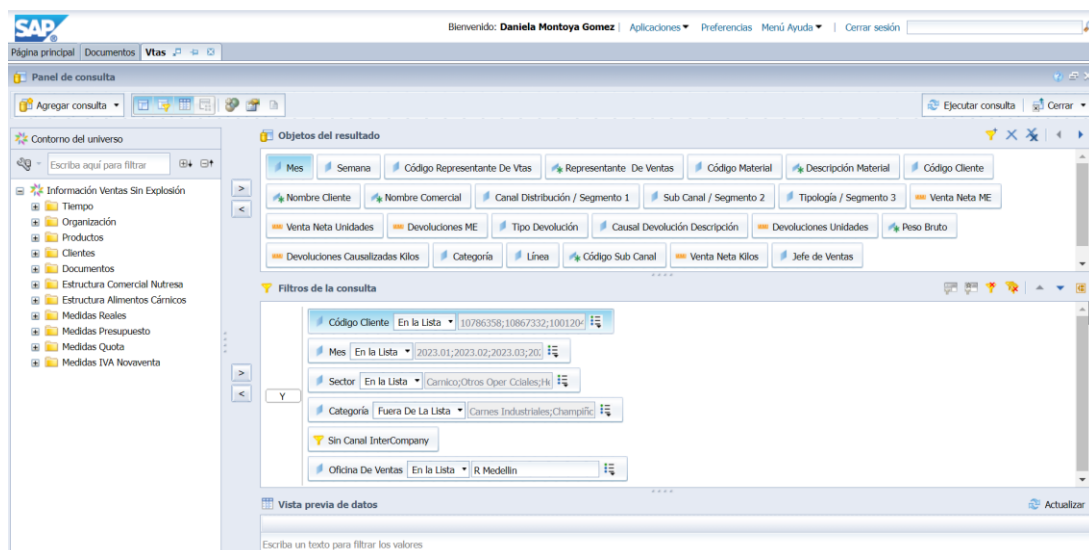 SAP
Bienvenido: Daniela Montoya Gomez | Aplicaciones Preferencias Menú Ayuda | Cerrar sesión
Página principal Documentos Vtas
Panel de consulta
Agregar consulta Ejecutar consulta Cerrar
Contorno del universo
Escriba aquí para filtrar
Información Ventas Sin Explosión
Tiempo
Organización
Productos
Clientes
Documentos
Estructura Comercial Nutresa
Estructura Alimentos Cárnicos
Medidas Reales
Medidas Presupuesto
Medidas Quota
Medidas IVA Novaventa
Objetos del resultado
Mes Semana Código Representante De Vtas Representante De Ventas Código Material Descripción Material Código Cliente
Nombre Cliente Nombre Comercial Canal Distribución / Segmento 1 Sub Canal / Segmento 2 Tipología / Segmento 3 Venta Neta ME
Venta Neta Unidades Devoluciones ME Tipo Devolución Causal Devolución Descripción Devoluciones Unidades Peso Bruto
Devoluciones Causalizadas Kilos Categoría Línea Código Sub Canal Venta Neta Kilos Jefe de Ventas
Filtros de la consulta
Y
Código Cliente En la Lista 10786358;10867332;1001204
Mes En la Lista 2023.01;2023.02;2023.03;20
Sector En la Lista Carnico;Otros Oper Cciales;H
Categoría Fuera De La Lista Carnes Industriales;Champiñ
Sin Canal InterCompany
Oficina De Ventas En la Lista R Medellin
Vista previa de datos Actualizar
Escriba un texto para filtrar los valores